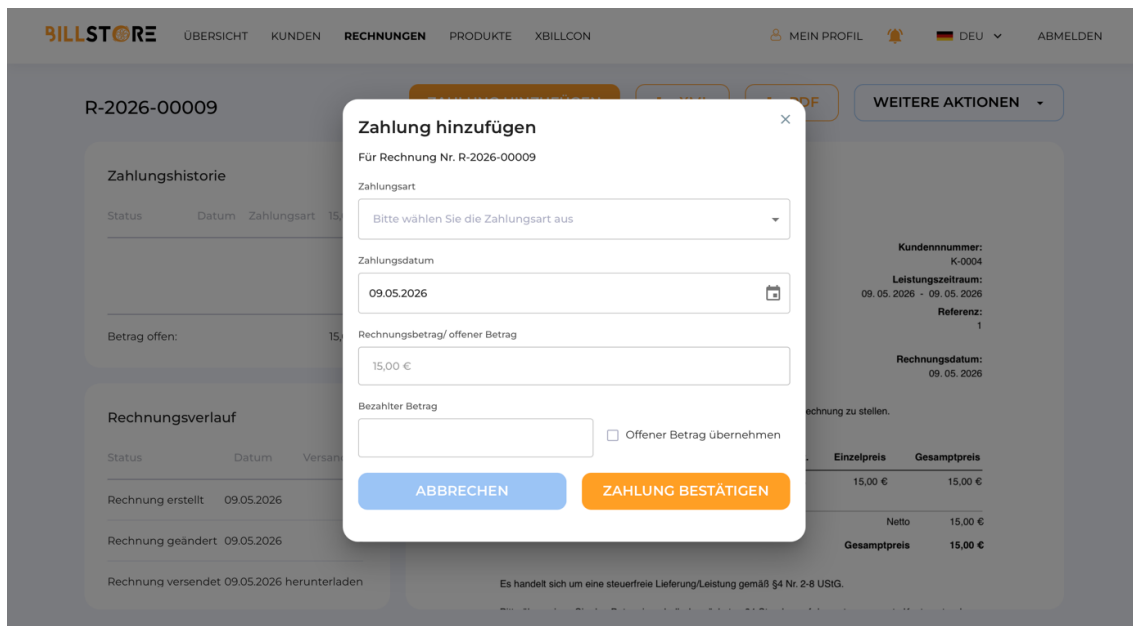 BILLSTORE ÜBERSICHT KUNDEN RECHNUNGEN PRODUKTE XBILLCON MEIN PROFIL DEU ABMELDEN
R-2026-00009
WEITERE AKTIONEN
Zahlung hinzufügen
Für Rechnung Nr. R-2026-00009
Zahlungsart
Bitte wählen Sie die Zahlungsart aus
Zahlungsdatum
09.05.2026
Rechnungsbetrag/ offener Betrag
15,00 €
Bezahlter Betrag
Offener Betrag übernehmen
ABBRECHEN ZAHLUNG BESTÄTIGEN
Zahlungshistorie
Status Datum Zahlungsart
Betrag offen:
Rechnungsverlauf
Status Datum
Rechnung erstellt 09.05.2026
Rechnung geändert 09.05.2026
Rechnung versendet 09.05.2026 herunterladen
Kundennnummer:
K-0004
Leistungszeitraum:
09. 05. 2026 - 09. 05. 2026
Referenz:
1
Rechnungsdatum:
09. 05. 2026
zu stellen.
Einzelpreis Gesamtpreis
15,00 € 15,00 €
Netto 15,00 €
Gesamtpreis 15,00 €
Es handelt sich um eine steuerfreie Lieferung/Leistung gemäß §4 Nr. 2-8 UStG.